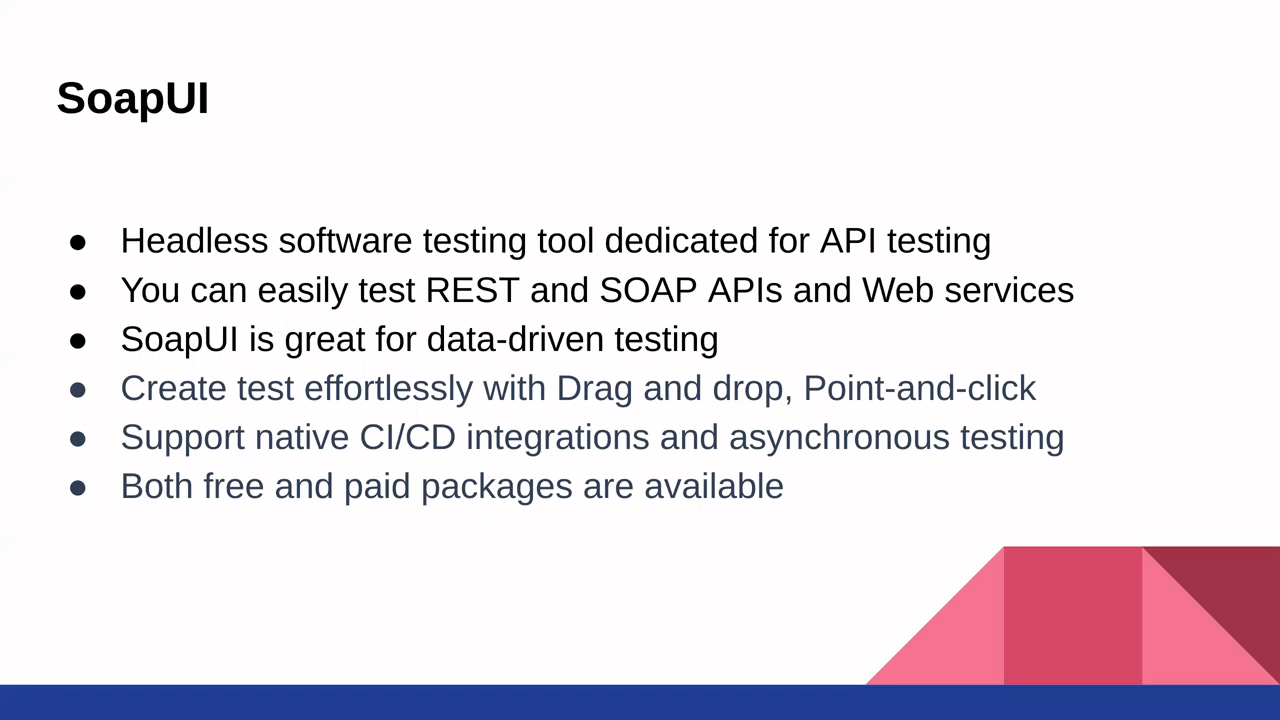 SoapUI
● Headless software testing tool dedicated for API testing
● You can easily test REST and SOAP APIs and Web services
● SoapUI is great for data-driven testing
● Create test effortlessly with Drag and drop, Point-and-click
● Support native CI/CD integrations and asynchronous testing
● Both free and paid packages are available